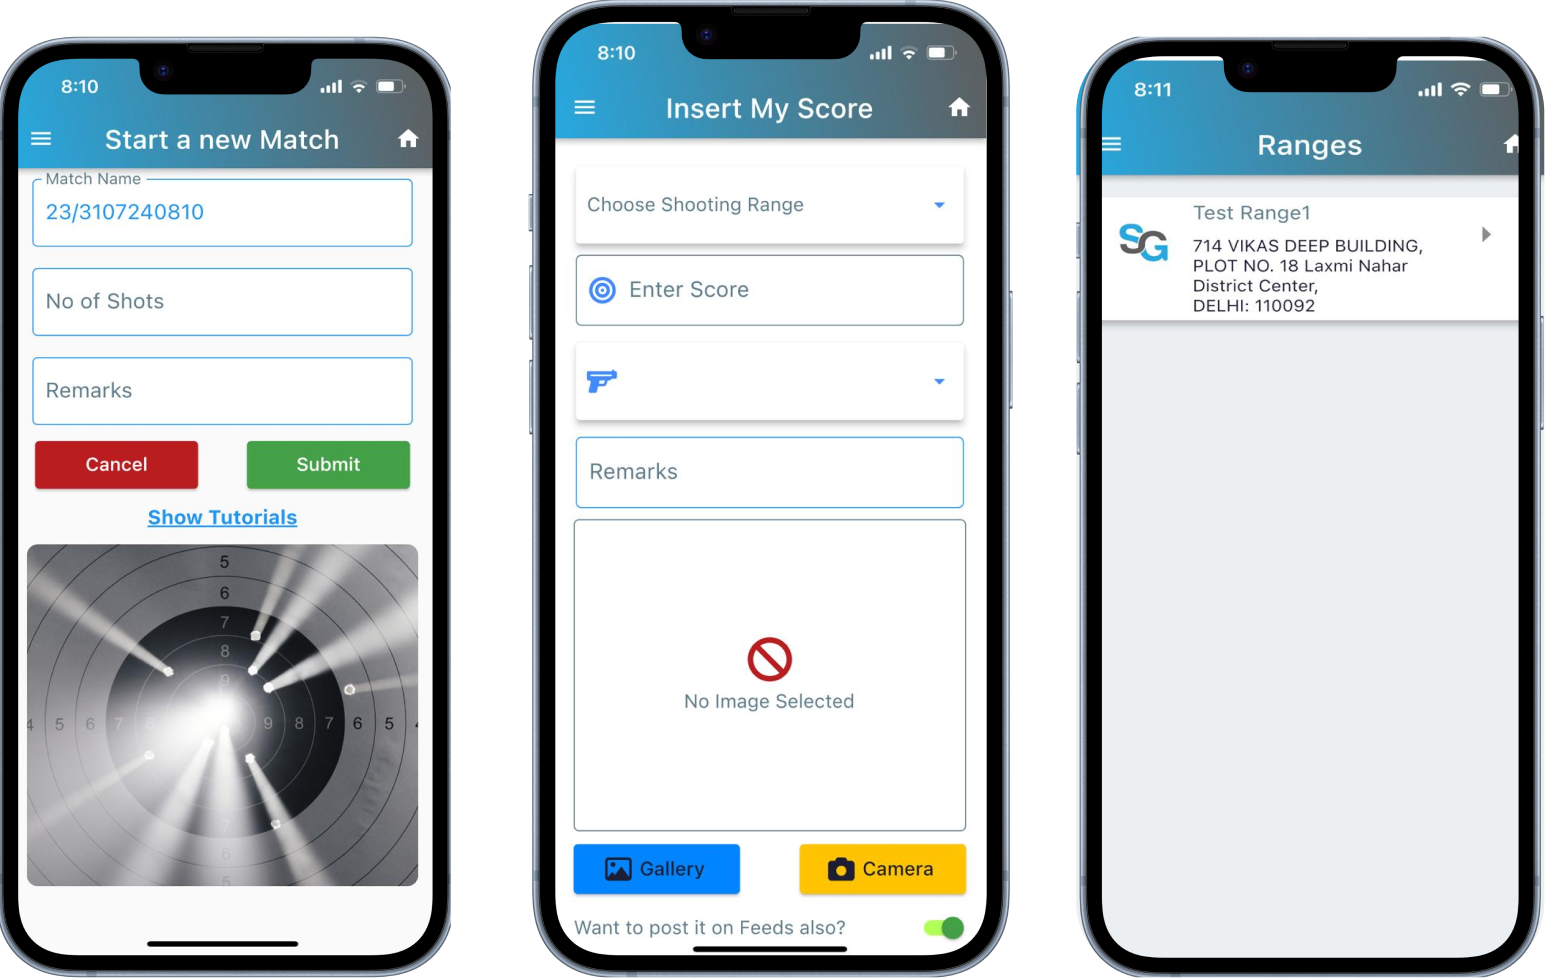 8:10
Start a new Match
Match Name
23/3107240810
No of Shots
Remarks
Cancel
Submit
Show Tutorials
5
6
7
8
9
4 5 6 7 8 9 8 7 6 5 4
7
6
5
8:10
Insert My Score
Choose Shooting Range
Enter Score
Remarks
No Image Selected
Gallery
Camera
Want to post it on Feeds also?
8:11
Ranges
SG
Test Range1
714 VIKAS DEEP BUILDING,
PLOT NO. 18 Laxmi Nahar
District Center,
DELHI: 110092